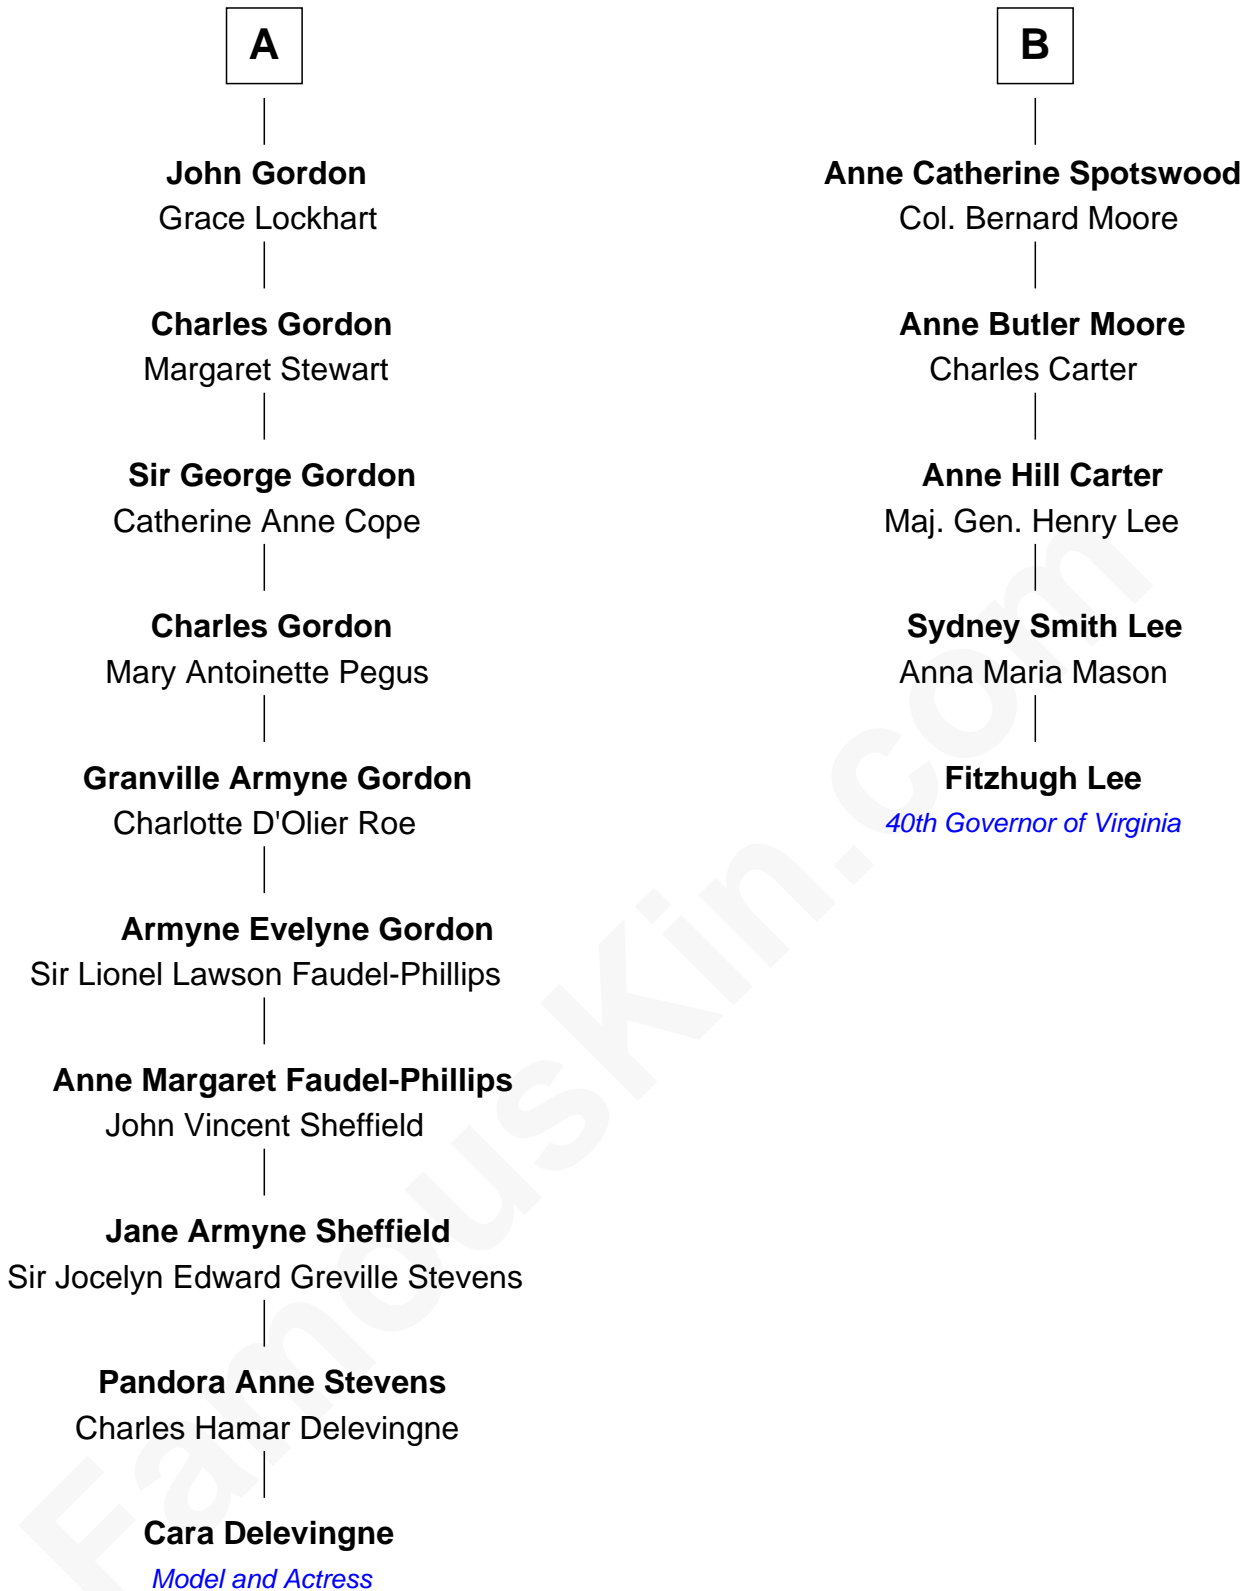 A
John Gordon
Grace Lockhart
Charles Gordon
Margaret Stewart
Sir George Gordon
Catherine Anne Cope
Charles Gordon
Mary Antoinette Pegus
Granville Armyne Gordon
Charlotte D'Olier Roe
Armyne Evelyne Gordon
Sir Lionel Lawson Faudel-Phillips
Anne Margaret Faudel-Phillips
John Vincent Sheffield
Jane Armyne Sheffield
Sir Jocelyn Edward Greville Stevens
Pandora Anne Stevens
Charles Hamar Delevingne
Cara Delevingne
Model and Actress
B
Anne Catherine Spotswood
Col. Bernard Moore
Anne Butler Moore
Charles Carter
Anne Hill Carter
Maj. Gen. Henry Lee
Sydney Smith Lee
Anna Maria Mason
Fitzhugh Lee
40th Governor of Virginia
FamousKin.com